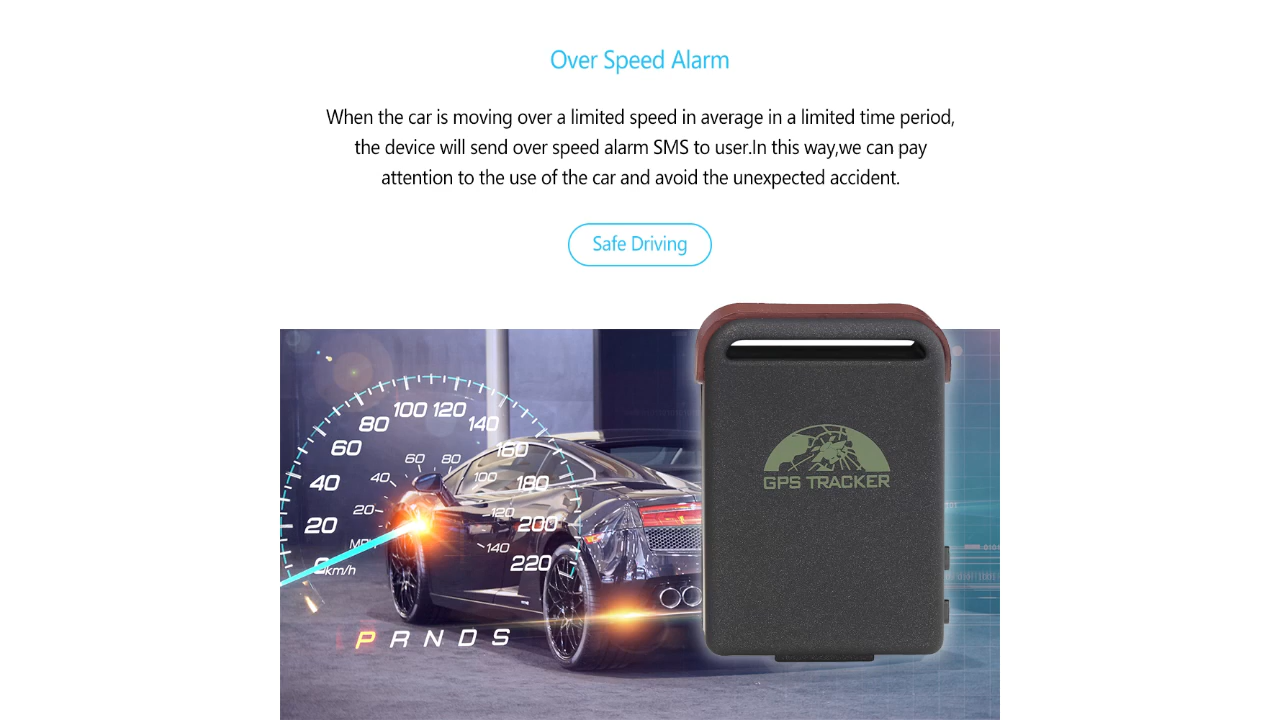 Over Speed Alarm
When the car is moving over a limited speed in average in a limited time period,
the device will send over speed alarm SMS to user.In this way,we can pay
attention to the use of the car and avoid the unexpected accident.
Safe Driving
100 120
80
140
60
160
60 80
40
40
100
180
20
20
120
200
MPH
140
0 km/h
220
P R N D S
GPS TRACKER